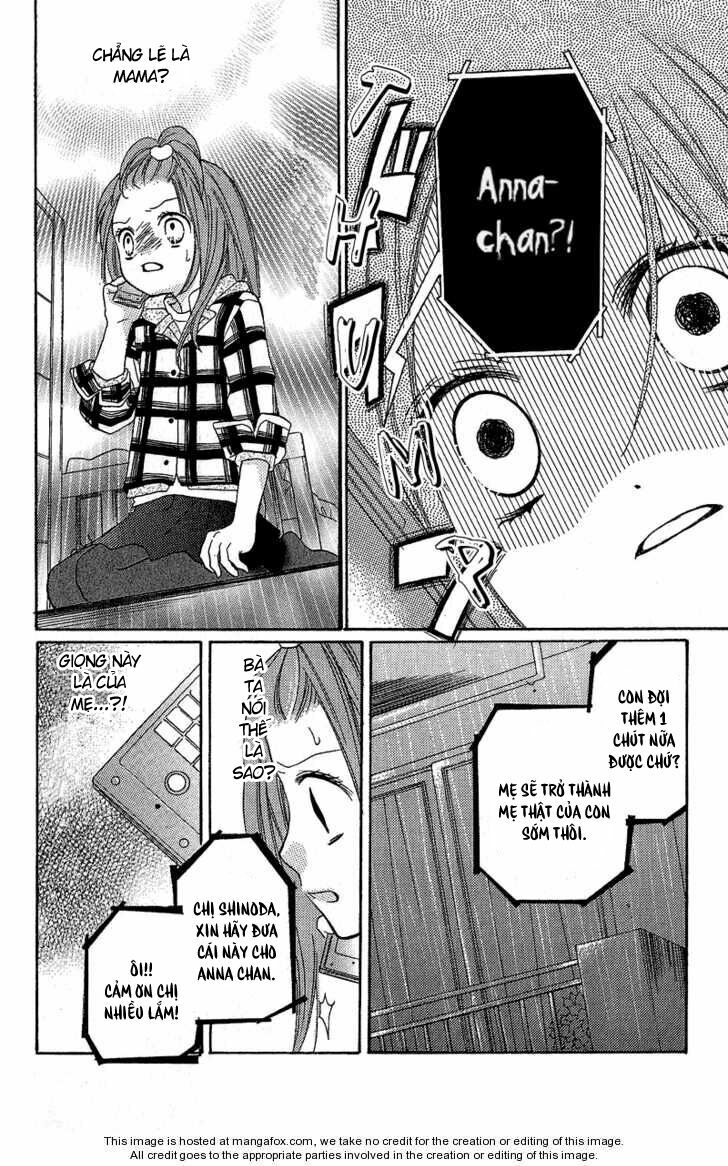 Anna-
chan?!
THUMP
CHẲNG LẼ LÀ
MAMA?
CON ĐỢI
THÊM 1
CHÚT NỮA
ĐƯỢC CHỨ?
MẸ SẼ TRỞ THÀNH
MẸ THẬT CỦA CON
SỚM THÔI.
BÀ
TA
NÓI
THẾ
LÀ
SAO?
CHỊ SHINODA,
XIN HÃY ĐƯA
CÁI NÀY CHO
ANNA CHAN.
GIONG NÀY
LÀ CỦA
MẸ...?!
ÔI!!
CẢM ƠN CHỊ
NHIỀU LẮM!
This image is hosted at mangafox.com, we take no credit for the creation or editing of this image.
All credit goes to the appropriate parties involved in the creation or editing of this image.